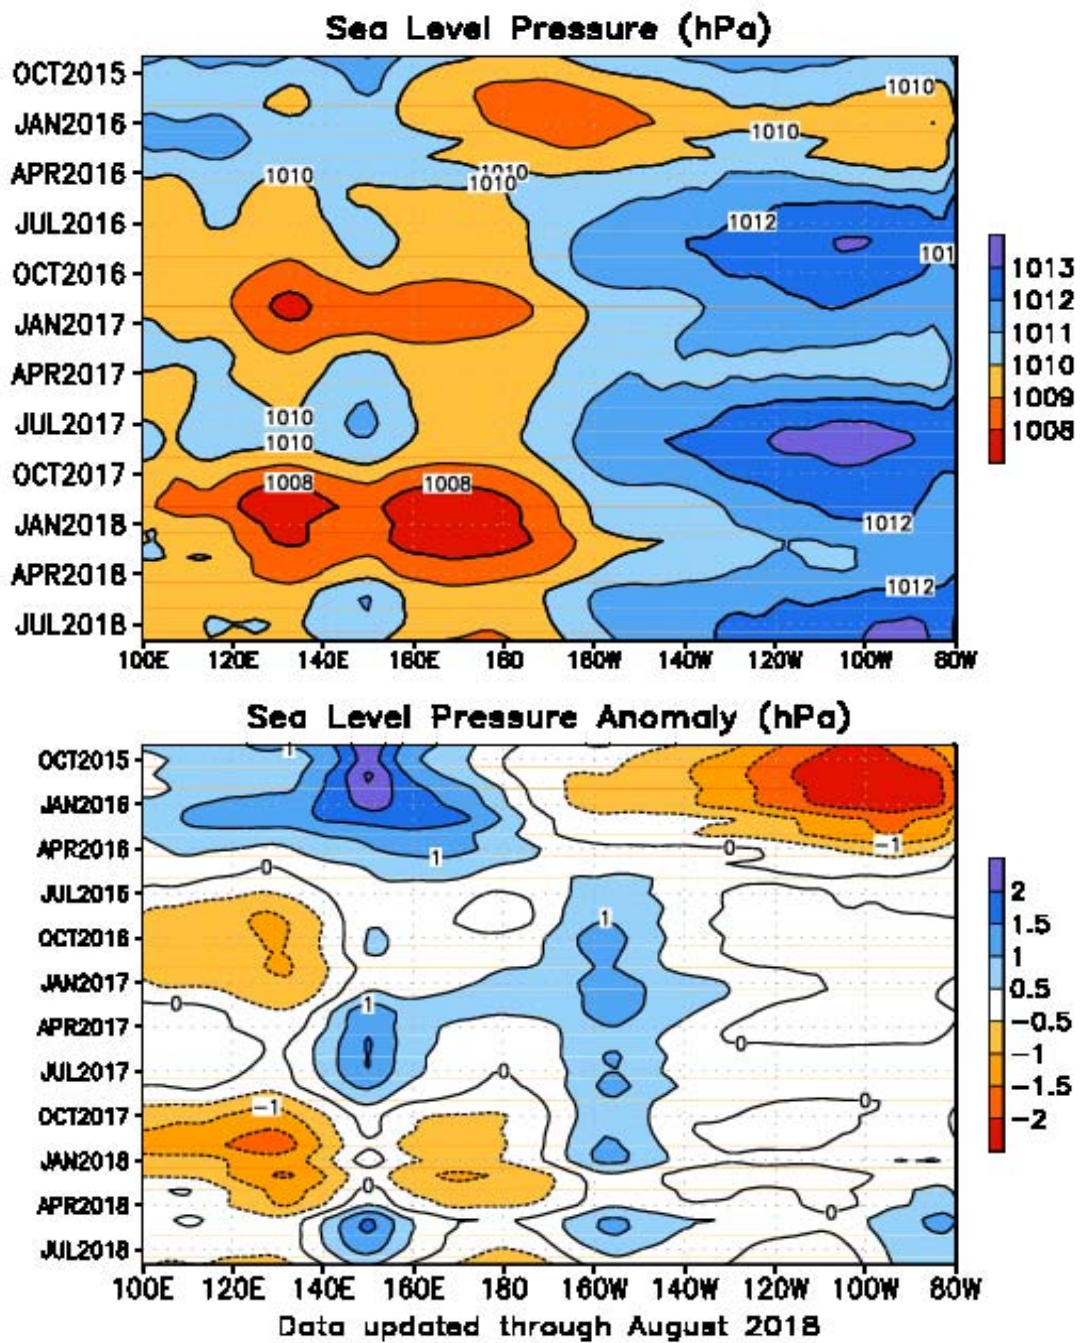 Sea Level Pressure (hPa)
OCT2015
JAN2016
APR2016
JUL2016
OCT2016
JAN2017
APR2017
JUL2017
OCT2017
JAN2018
APR2018
JUL2018
1010
1010
1010
1010
1010
1012
101
1010
1010
1008
1008
1012
1012
100E 120E 140E 160E 180 160W 140W 120W 100W 80W
1013
1012
1011
1010
1009
1008
Sea Level Pressure Anomaly (hPa)
OCT2015
JAN2016
APR2016
JUL2016
OCT2016
JAN2017
APR2017
JUL2017
OCT2017
JAN2018
APR2018
JUL2018
1
-1
0
1
0
1
0
1
0
0
-1
0
0
0
100E 120E 140E 160E 180 160W 140W 120W 100W 80W
2
1.5
1
0.5
-0.5
-1
-1.5
-2
Data updated through August 2018